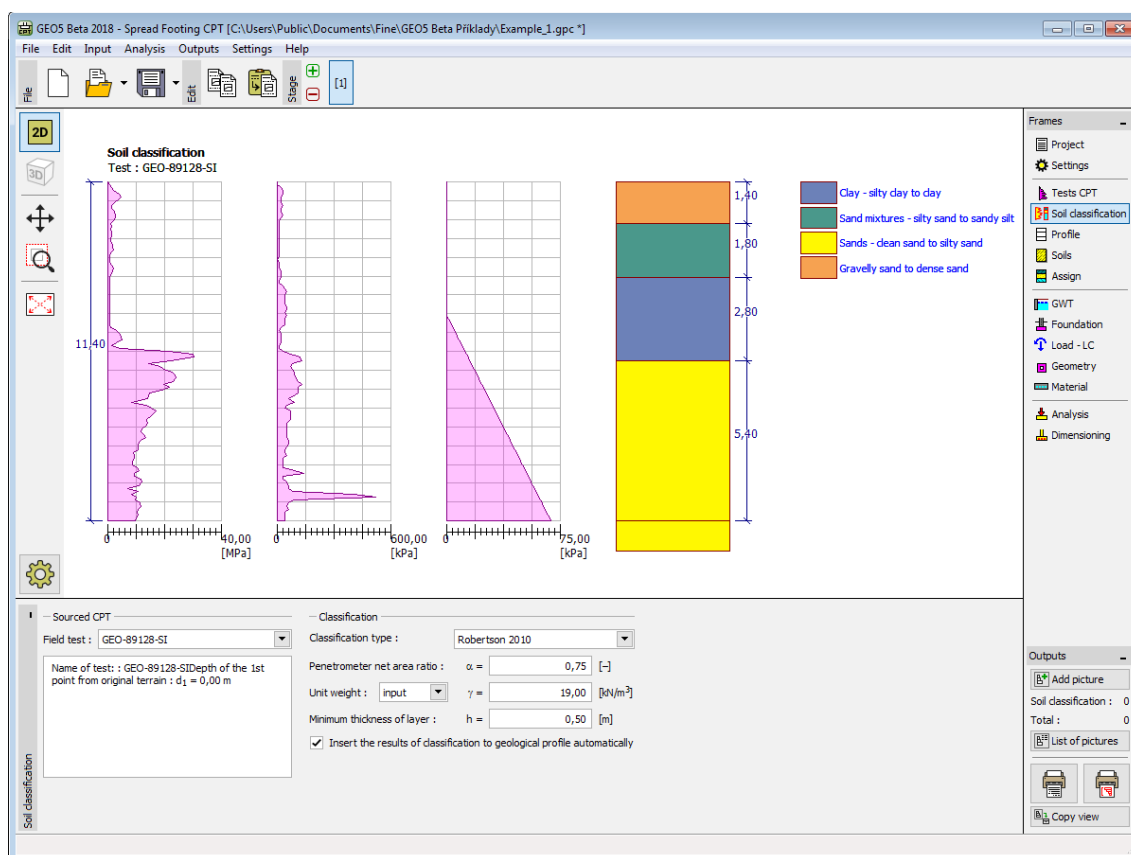 GEO5 Beta 2018 - Spread Footing CPT [C:\Users\Public\Documents\Fine\GEO5 Beta Příklady\Example_1.gpc *]
File Edit Input Analysis Outputs Settings Help
File
Edit
Stage
[1]
2D
3D
Soil classification
Test : GEO-89128-SI
11,40
0 40,00
[MPa]
0 600,00
[kPa]
0 75,00
[kPa]
1,40
1,80
2,80
5,40
Clay - silty clay to clay
Sand mixtures - silty sand to sandy silt
Sands - clean sand to silty sand
Gravelly sand to dense sand
Frames
Project
Settings
Tests CPT
Soil classification
Profile
Soils
Assign
GWT
Foundation
Load - LC
Geometry
Material
Analysis
Dimensioning
Soil classification
Sourced CPT
Field test : GEO-89128-SI
Name of test: : GEO-89128-SIDepth of the 1st
point from original terrain : d1 = 0,00 m
Classification
Classification type : Robertson 2010
Penetrometer net area ratio : α = 0,75 [–]
Unit weight : input γ = 19,00 [kN/m³]
Minimum thickness of layer : h = 0,50 [m]
Insert the results of classification to geological profile automatically
Outputs
Add picture
Soil classification : 0
Total : 0
List of pictures
Copy view